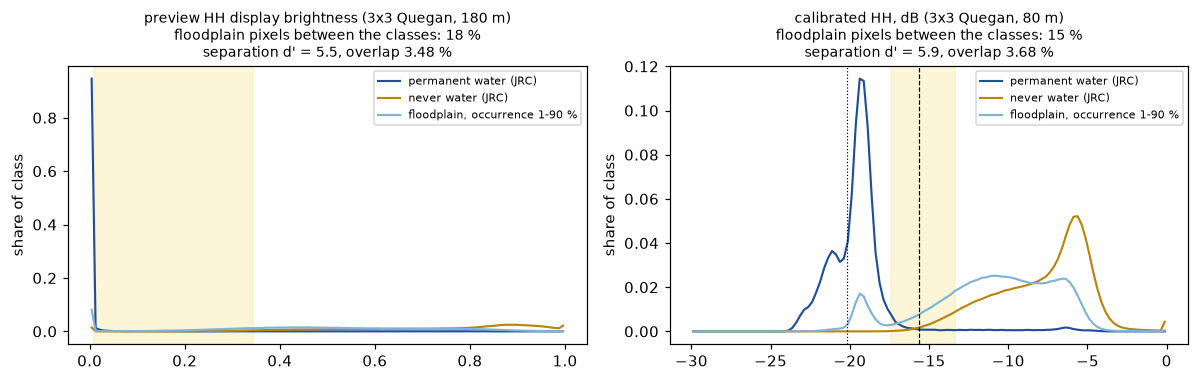 preview HH display brightness (3x3 Quegan, 180 m)
floodplain pixels between the classes: 18 %
separation d' = 5.5, overlap 3.48 %
permanent water (JRC)
never water (JRC)
floodplain, occurrence 1-90 %
share of class
0.8
0.6
0.4
0.2
0.0
0.0 0.2 0.4 0.6 0.8 1.0
calibrated HH, dB (3x3 Quegan, 80 m)
floodplain pixels between the classes: 15 %
separation d' = 5.9, overlap 3.68 %
permanent water (JRC)
never water (JRC)
floodplain, occurrence 1-90 %
share of class
0.12
0.10
0.08
0.06
0.04
0.02
0.00
−30 −25 −20 −15 −10 −5 0